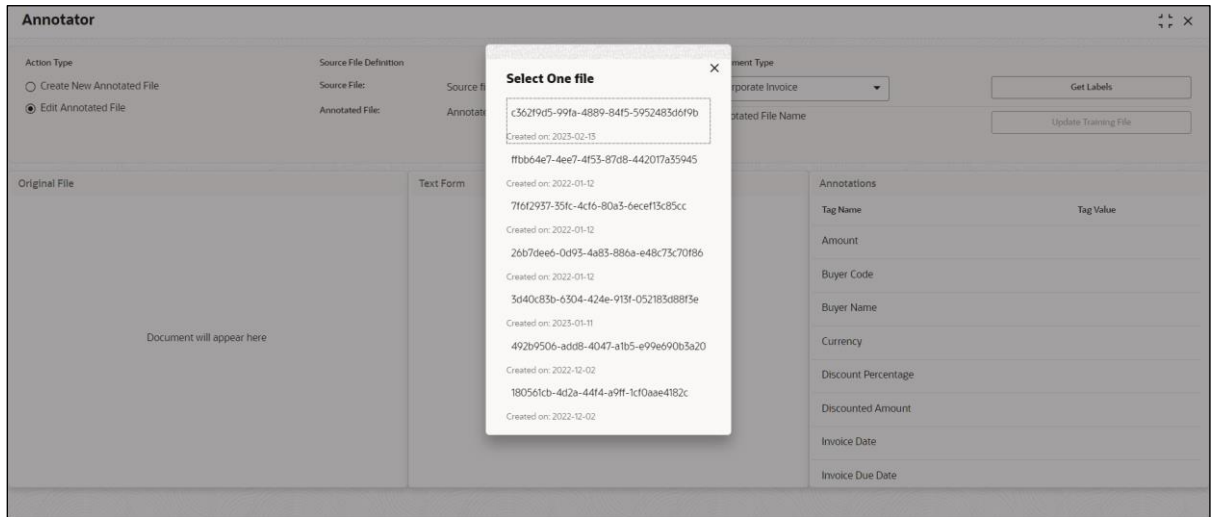 Annotator
Action Type
Create New Annotated File
Edit Annotated File
Source File Definition
Source File:
Source fi
Annotated File:
Annotate
ment Type
rporate Invoice
otated File Name
Get Labels
Update Training File
Select One file
c362f9d5-99fa-4889-84f5-5952483d6f9b
Created on: 2023-02-13
ffbb64e7-4ee7-4f53-87d8-442017a35945
Created on: 2022-01-12
7f6f2937-35fc-4cf6-80a3-6ecef13c85cc
Created on: 2022-01-12
26b7dee6-0d93-4a83-886a-e48c73c70f86
Created on: 2022-01-12
3d40c83b-6304-424e-913f-052183d88f3e
Created on: 2023-01-11
492b9506-add8-4047-a1b5-e99e690b3a20
Created on: 2022-12-02
180561cb-4d2a-44f4-a9ff-1cf0aae4182c
Created on: 2022-12-02
Original File
Document will appear here
Text Form
Annotations
Tag Name Tag Value
Amount
Buyer Code
Buyer Name
Currency
Discount Percentage
Discounted Amount
Invoice Date
Invoice Due Date